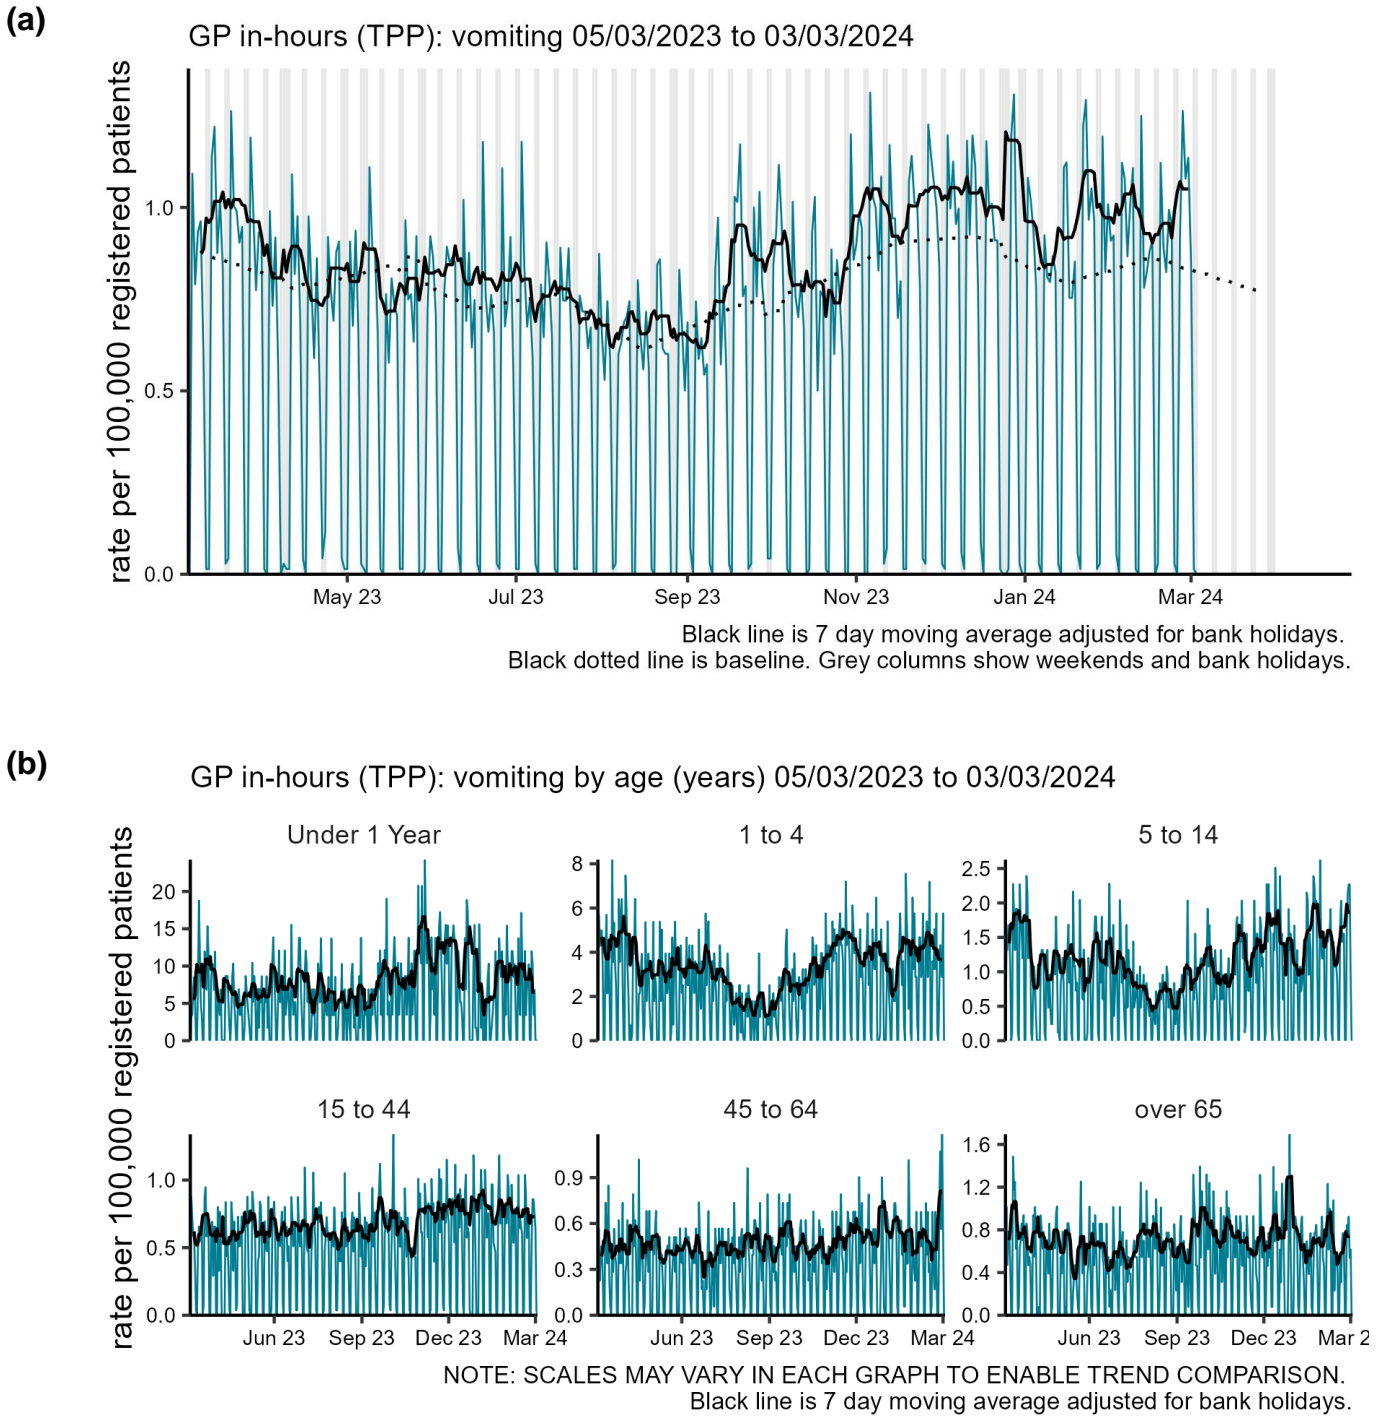 (a)
GP in-hours (TPP): vomiting 05/03/2023 to 03/03/2024
rate per 100,000 registered patients
1.0
0.5
0.0
May 23 Jul 23 Sep 23 Nov 23 Jan 24 Mar 24
Black line is 7 day moving average adjusted for bank holidays.
Black dotted line is baseline. Grey columns show weekends and bank holidays.
(b)
GP in-hours (TPP): vomiting by age (years) 05/03/2023 to 03/03/2024
rate per 100,000 registered patients
Under 1 Year
20
15
10
5
0
1 to 4
8
6
4
2
0
5 to 14
2.5
2.0
1.5
1.0
0.5
0.0
15 to 44
1.0
0.5
0.0
Jun 23 Sep 23 Dec 23 Mar 24
45 to 64
0.9
0.6
0.3
0.0
Jun 23 Sep 23 Dec 23 Mar 24
over 65
1.6
1.2
0.8
0.4
0.0
Jun 23 Sep 23 Dec 23 Mar 2
NOTE: SCALES MAY VARY IN EACH GRAPH TO ENABLE TREND COMPARISON.
Black line is 7 day moving average adjusted for bank holidays.